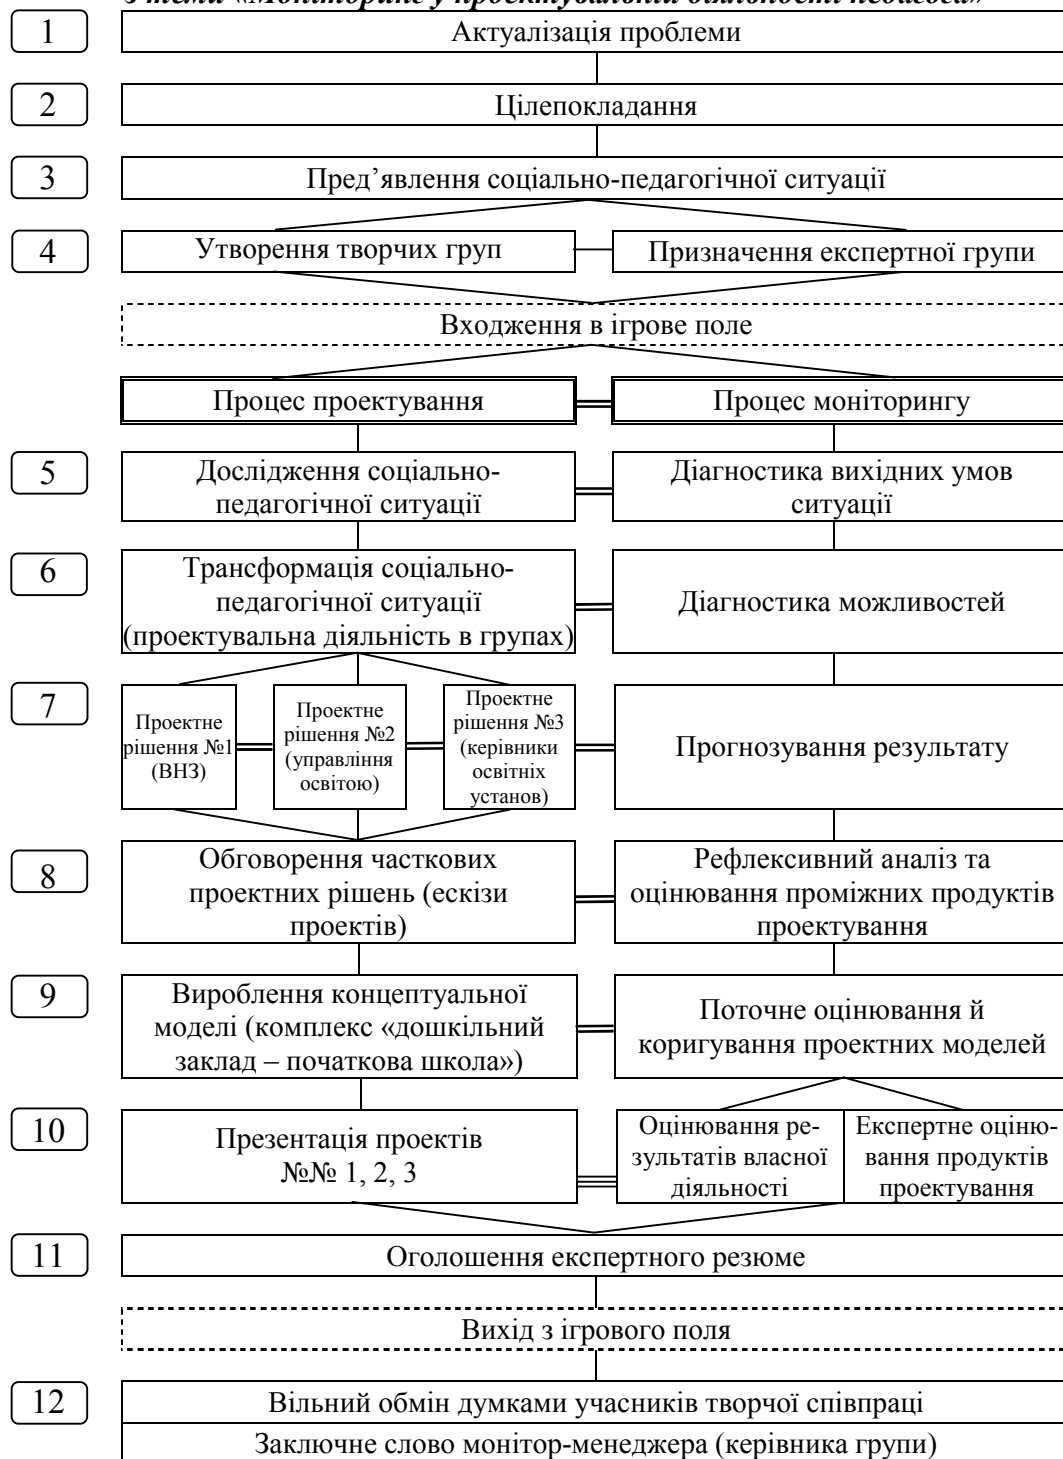 з теми «Моніторинг у проектувальній діяльності педагога»
1
Актуалізація проблеми
2
Цілепокладання
3
Пред’явлення соціально-педагогічної ситуації
4
Утворення творчих груп
Призначення експертної групи
Входження в ігрове поле
Процес проектування
Процес моніторингу
5
Дослідження соціально-
педагогічної ситуації
Діагностика вихідних умов
ситуації
6
Трансформація соціально-
педагогічної ситуації
(проектувальна діяльність в групах)
Діагностика можливостей
7
Проектне
рішення №1
(ВНЗ)
Проектне
рішення №2
(управління
освітою)
Проектне
рішення №3
(керівники
освітніх
установ)
Прогнозування результату
8
Обговорення часткових
проектних рішень (ескізи
проектів)
Рефлексивний аналіз та
оцінювання проміжних продуктів
проектування
9
Вироблення концептуальної
моделі (комплекс «дошкільний
заклад – початкова школа»)
Поточне оцінювання й
коригування проектних моделей
10
Презентація проектів
№№ 1, 2, 3
Оцінювання ре-
зультатів власної
діяльності
Експертне оціню-
вання продуктів
проектування
11
Оголошення експертного резюме
Вихід з ігрового поля
12
Вільний обмін думками учасників творчої співпраці
Заключне слово монітор-менеджера (керівника групи)